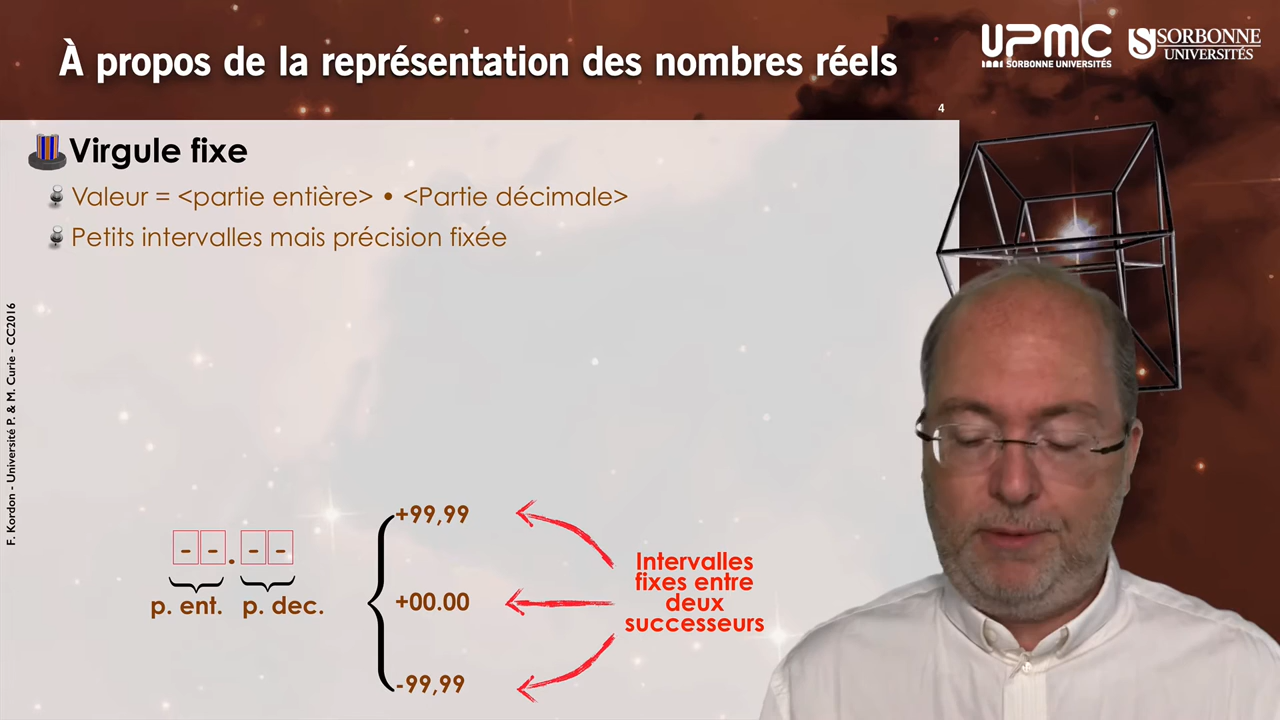 À propos de la représentation des nombres réels
UPMC
SORBONNE UNIVERSITÉS
SORBONNE
UNIVERSITÉS
4
Virgule fixe
Valeur = <partie entière> • <Partie décimale>
Petits intervalles mais précision fixée
F. Kordon - Université P. & M. Curie - CC2016
- - . - -
p. ent. p. dec.
+99,99
+00.00
-99,99
Intervalles
fixes entre
deux
successeurs